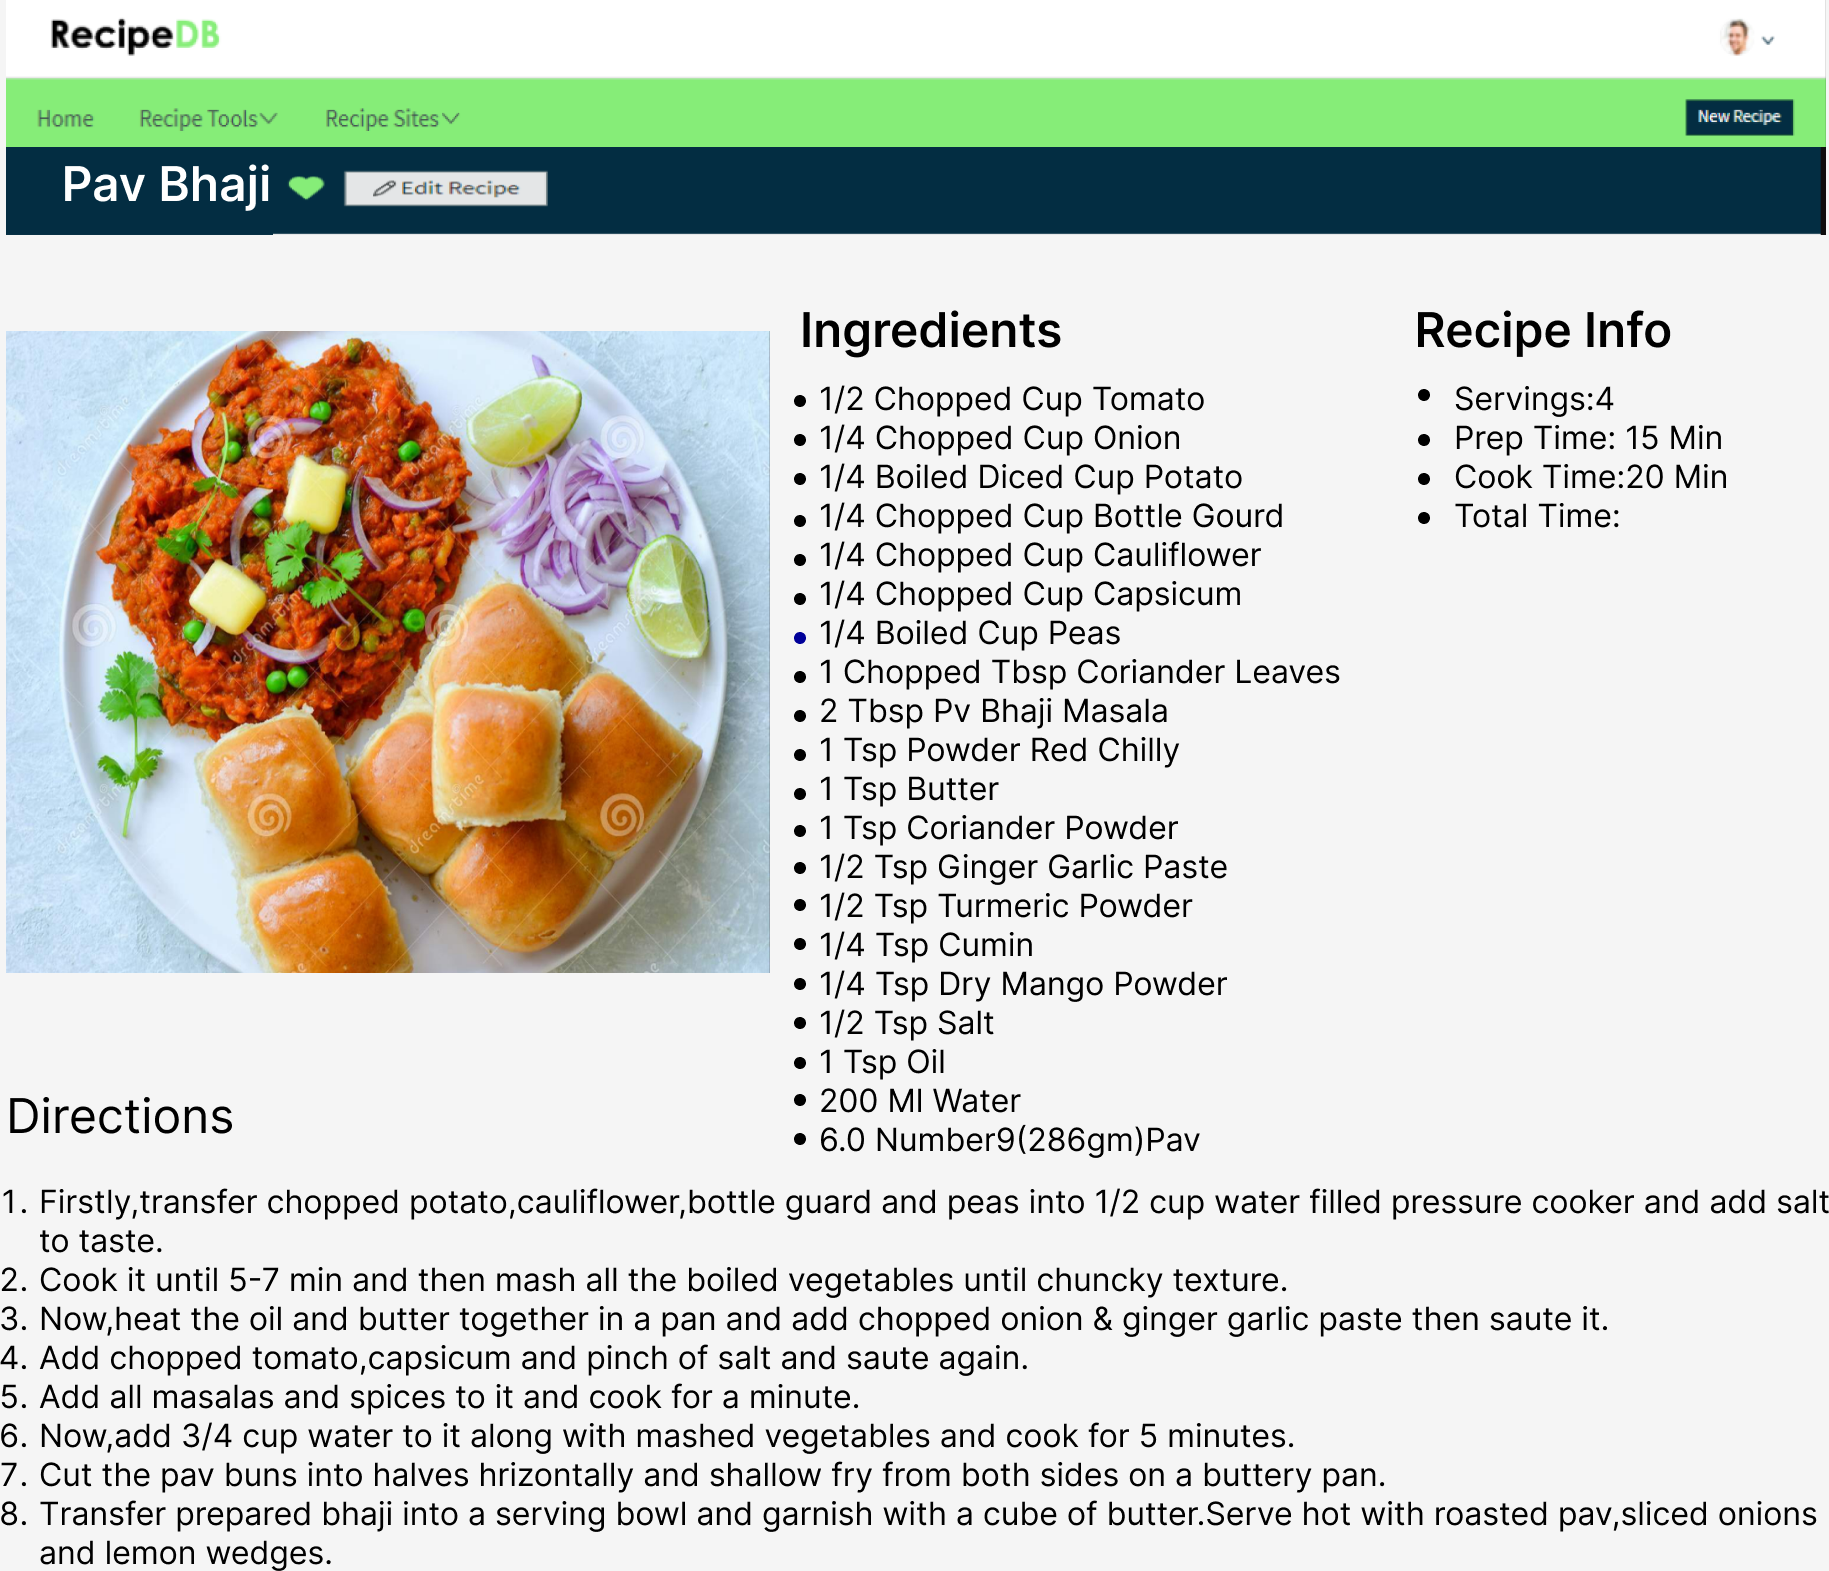 RecipeDB
Home
Recipe Tools
Recipe Sites
New Recipe
Pav Bhaji
Edit Recipe
Ingredients
1/2 Chopped Cup Tomato
1/4 Chopped Cup Onion
1/4 Boiled Diced Cup Potato
1/4 Chopped Cup Bottle Gourd
1/4 Chopped Cup Cauliflower
1/4 Chopped Cup Capsicum
1/4 Boiled Cup Peas
1 Chopped Tbsp Coriander Leaves
2 Tbsp Pv Bhaji Masala
1 Tsp Powder Red Chilly
1 Tsp Butter
1 Tsp Coriander Powder
1/2 Tsp Ginger Garlic Paste
1/2 Tsp Turmeric Powder
1/4 Tsp Cumin
1/4 Tsp Dry Mango Powder
1/2 Tsp Salt
1 Tsp Oil
200 Ml Water
6.0 Number9(286gm)Pav
Recipe Info
Servings:4
Prep Time: 15 Min
Cook Time:20 Min
Total Time:
dreamstime
Directions
1. Firstly,transfer chopped potato,cauliflower,bottle guard and peas into 1/2 cup water filled pressure cooker and add salt
to taste.
2. Cook it until 5-7 min and then mash all the boiled vegetables until chuncky texture.
3. Now,heat the oil and butter together in a pan and add chopped onion & ginger garlic paste then saute it.
4. Add chopped tomato,capsicum and pinch of salt and saute again.
5. Add all masalas and spices to it and cook for a minute.
6. Now,add 3/4 cup water to it along with mashed vegetables and cook for 5 minutes.
7. Cut the pav buns into halves hrizontally and shallow fry from both sides on a buttery pan.
8. Transfer prepared bhaji into a serving bowl and garnish with a cube of butter.Serve hot with roasted pav,sliced onions
and lemon wedges.